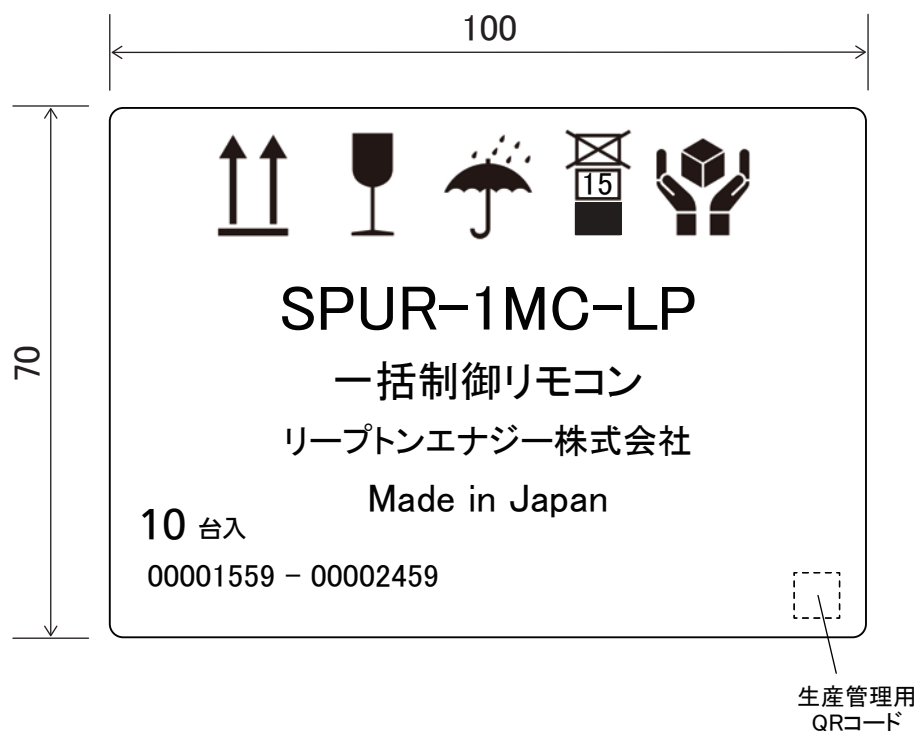 100
70
15
SPUR-1MC-LP
一括制御リモコン
リープトンエナジー株式会社
Made in Japan
10 台入
00001559 - 00002459
生産管理用
QRコード